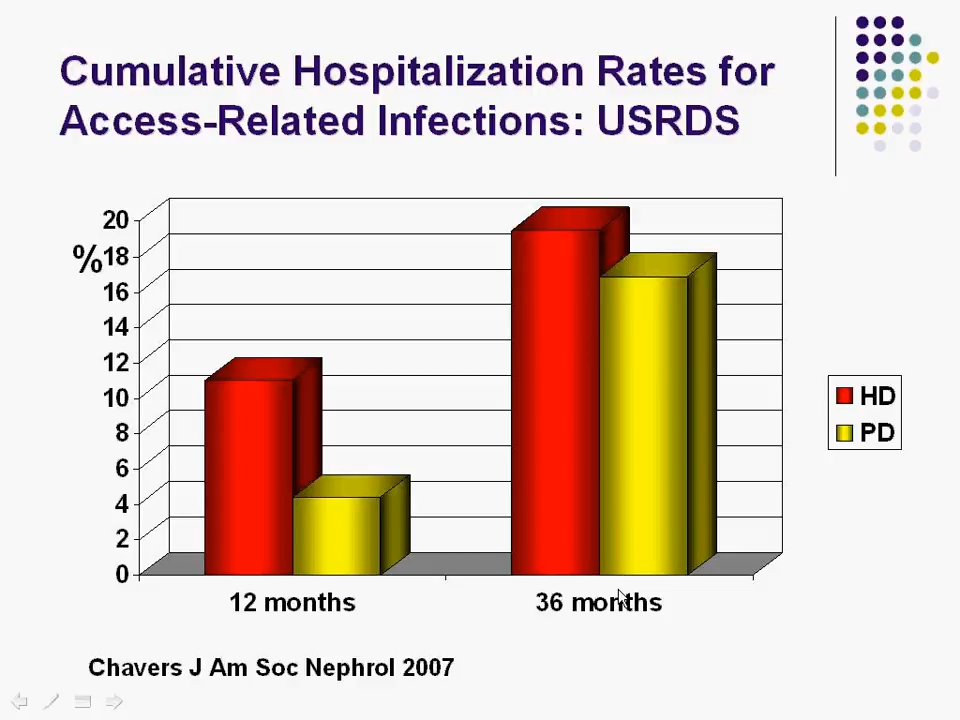 Cumulative Hospitalization Rates for
Access-Related Infections: USRDS
%
20
18
16
14
12
10
8
6
4
2
0
12 months
36 months
HD
PD
Chavers J Am Soc Nephrol 2007